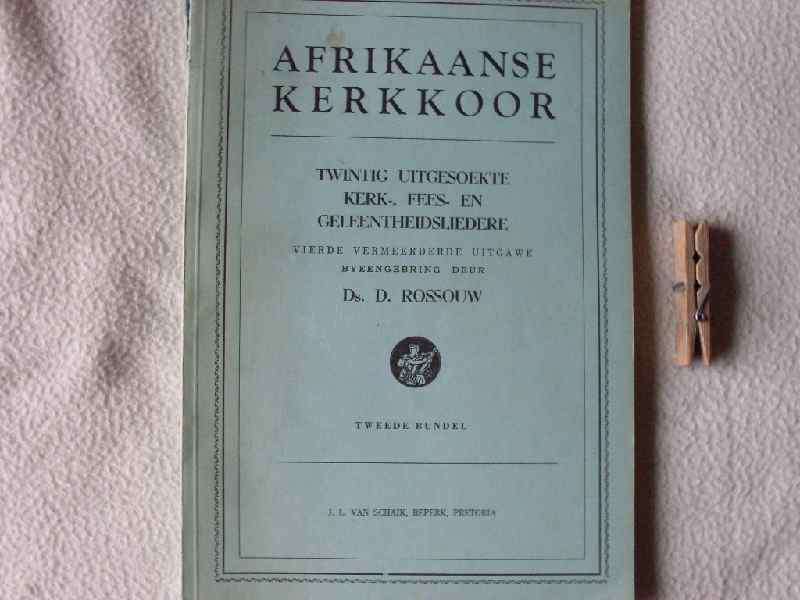 AFRIKAANSE
KERKKOOR
TWINTIG UITGESOEKTE
KERK-, FEES- EN
GELEENTHEIDSLIEDERE
VIERDE VERMEERDERDE UITGAWE
BYEENGEBRING DEUR
Ds. D. ROSSOUW
TWEEDE BUNDEL
J. L. VAN SCHAIK, BEPERK, PRETORIA